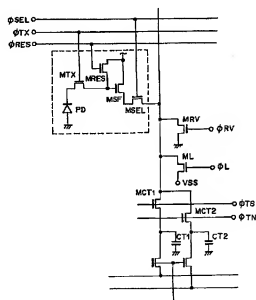 ΦSEL
ΦTX
ΦRES
MTX
MRES
MSF
PD
MSEL
MRV
ΦRV
ML
ΦL
VSS
MCT1
ΦTS
MCT2
ΦTN
CT1
CT2